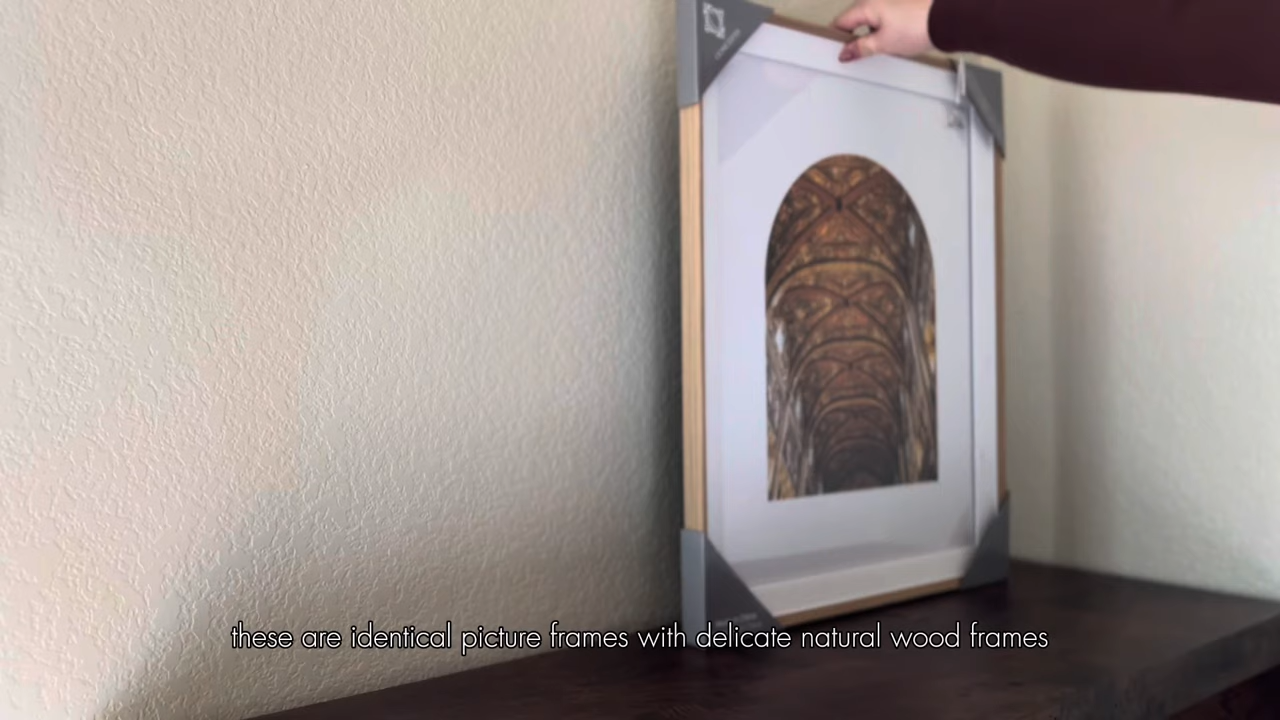 these are identical picture frames with delicate natural wood frames